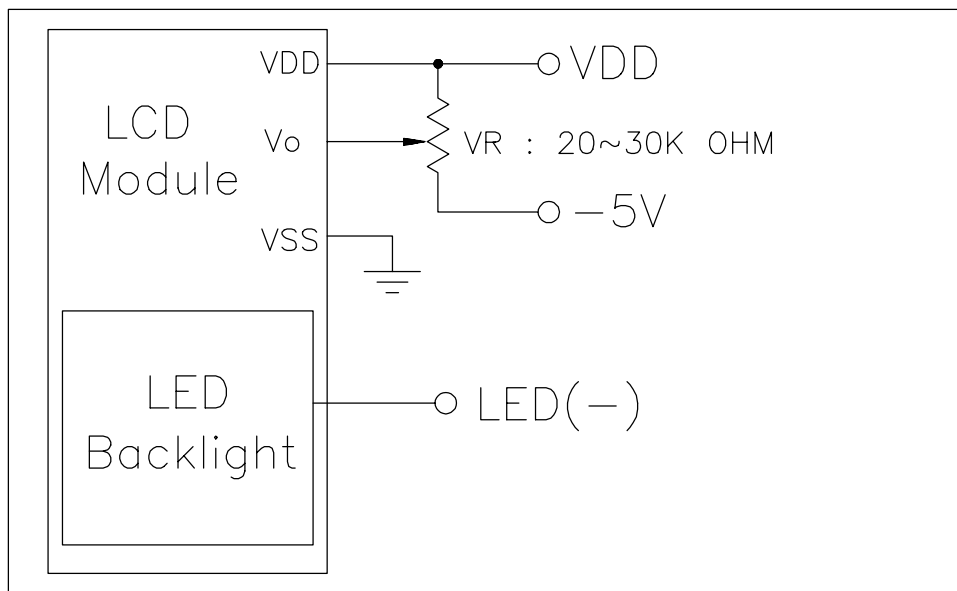 VDD
VDD
LCD
Module
Vo
VR : 20~30K OHM
-5V
VSS
LED
Backlight
LED(-)